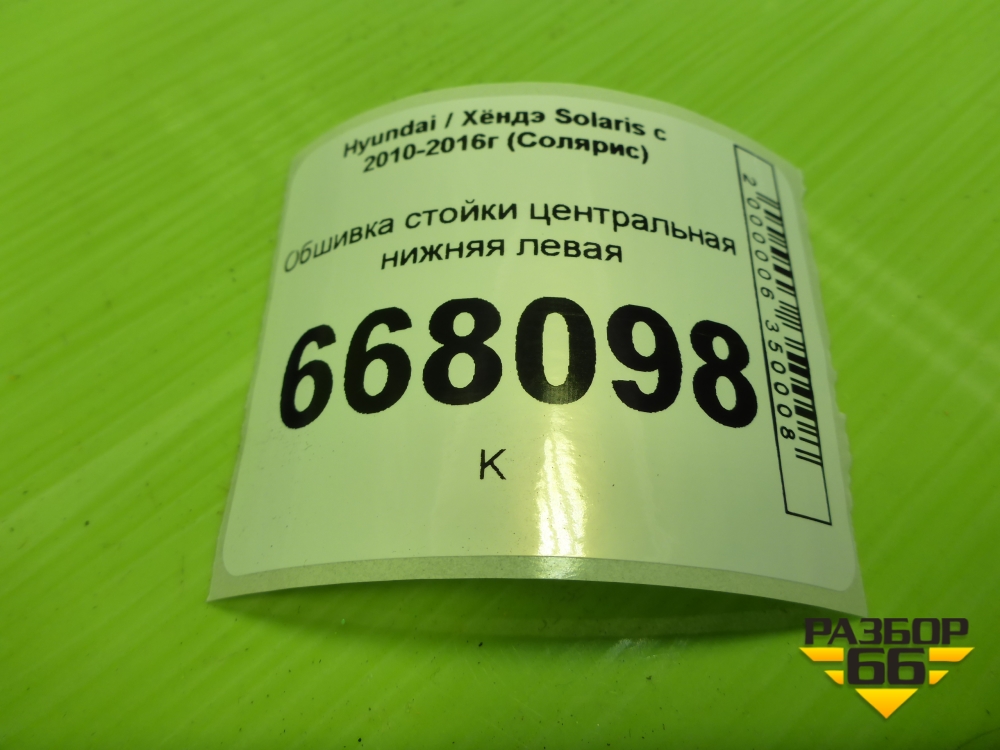 Hyundai / Хёндэ Solaris с
2010-2016г (Солярис)
Обшивка стойки центральная
нижняя левая
668098
К
2000006350008
РАЗБОР
66